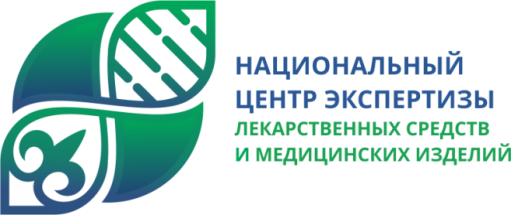 НАЦИОНАЛЬНЫЙ
ЦЕНТР ЭКСПЕРТИЗЫ
ЛЕКАРСТВЕННЫХ СРЕДСТВ
И МЕДИЦИНСКИХ ИЗДЕЛИЙ